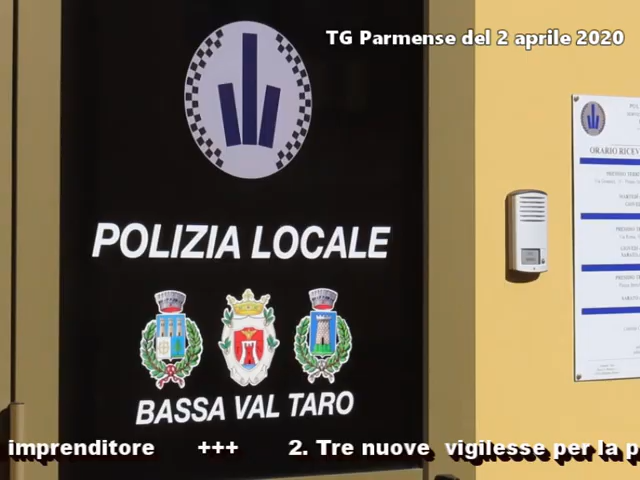 TG Parmense del 2 aprile 2020
POLIZIA LOCALE
BASSA VAL TARO
ORARIO RICEV
imprenditore +++ 2. Tre nuove vigilesse per la p